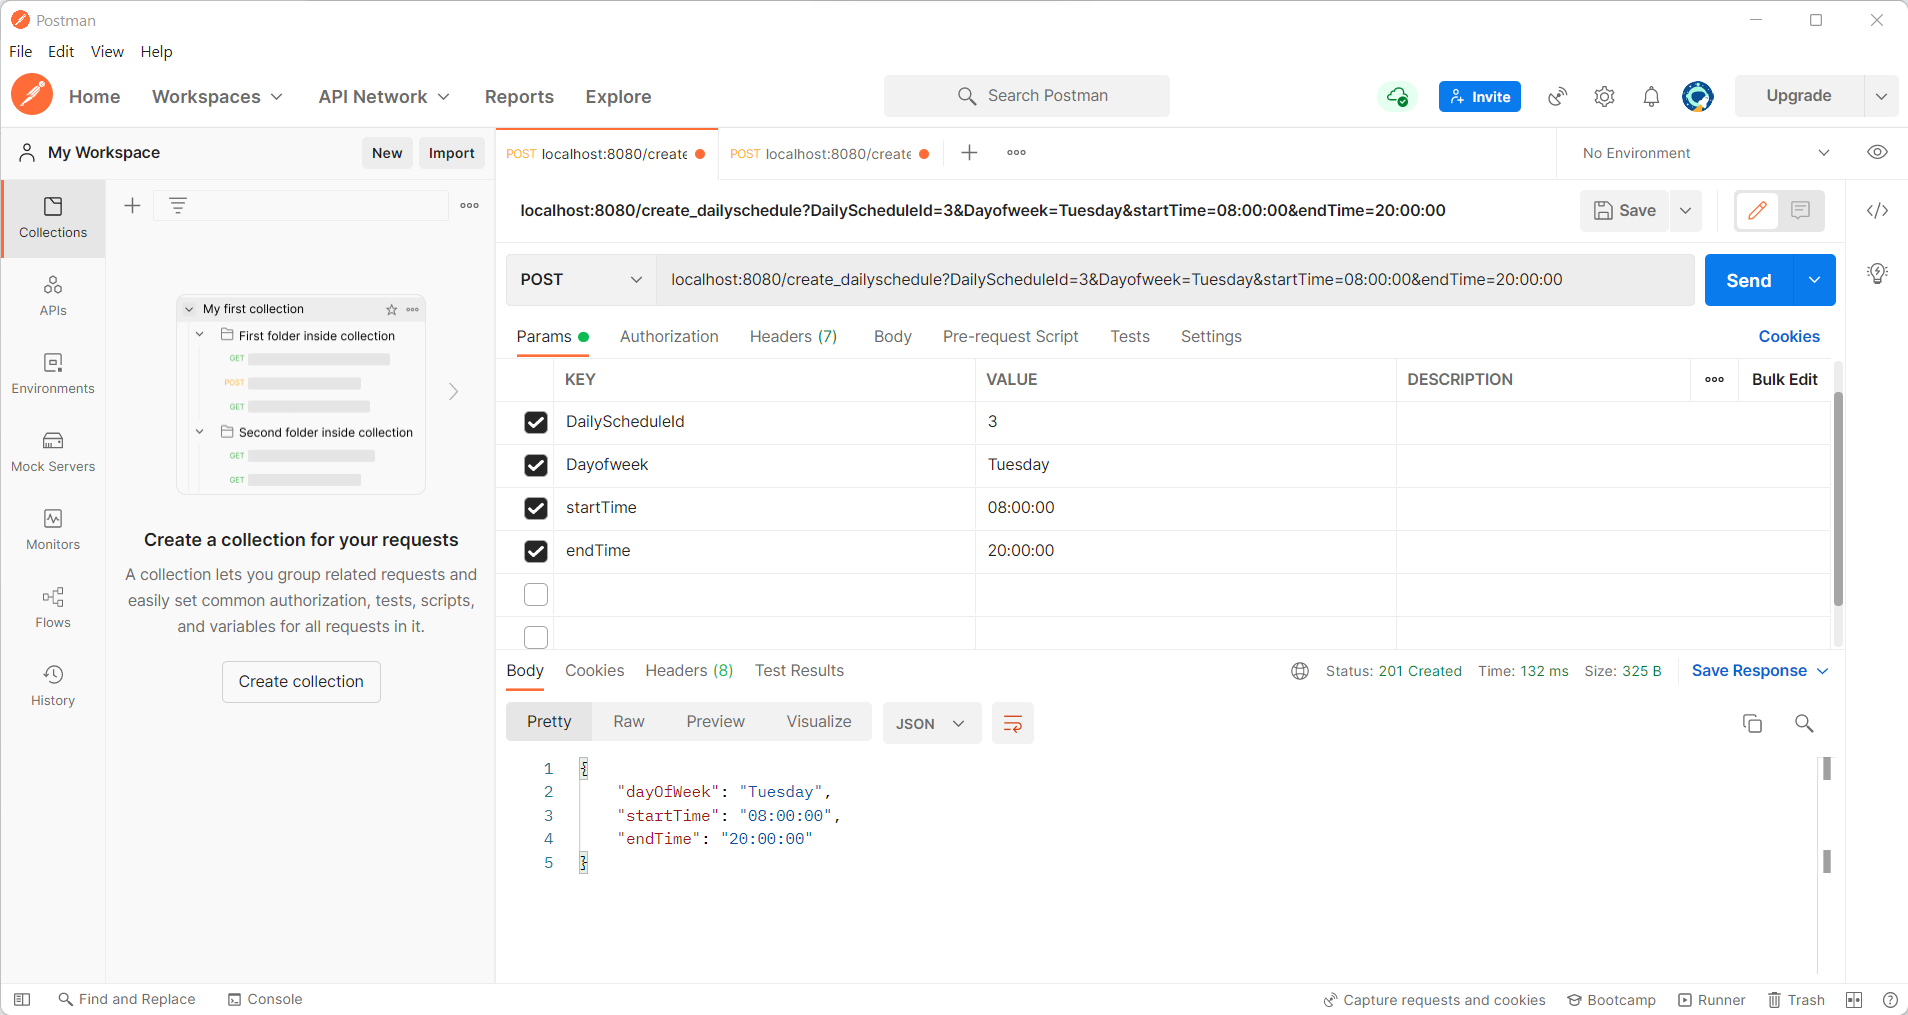 Postman
File Edit View Help
Home Workspaces API Network Reports Explore Search Postman Invite Upgrade
My Workspace New Import POST localhost:8080/create POST localhost:8080/create No Environment
localhost:8080/create_dailyschedule?DailyScheduleId=3&Dayofweek=Tuesday&startTime=08:00:00&endTime=20:00:00 Save
Collections
APIs
Environments
Mock Servers
Monitors
Flows
History
My first collection
First folder inside collection
GET
POST
GET
Second folder inside collection
GET
GET
Create a collection for your requests
A collection lets you group related requests and
easily set common authorization, tests, scripts,
and variables for all requests in it.
Create collection
POST localhost:8080/create_dailyschedule?DailyScheduleId=3&Dayofweek=Tuesday&startTime=08:00:00&endTime=20:00:00 Send
Params Authorization Headers (7) Body Pre-request Script Tests Settings Cookies
KEY VALUE DESCRIPTION Bulk Edit
DailyScheduleId 3
Dayofweek Tuesday
startTime 08:00:00
endTime 20:00:00
Body Cookies Headers (8) Test Results Status: 201 Created Time: 132 ms Size: 325 B Save Response
Pretty Raw Preview Visualize JSON
1 {
2 "dayOfWeek": "Tuesday",
3 "startTime": "08:00:00",
4 "endTime": "20:00:00"
5 }
Find and Replace Console Capture requests and cookies Bootcamp Runner Trash